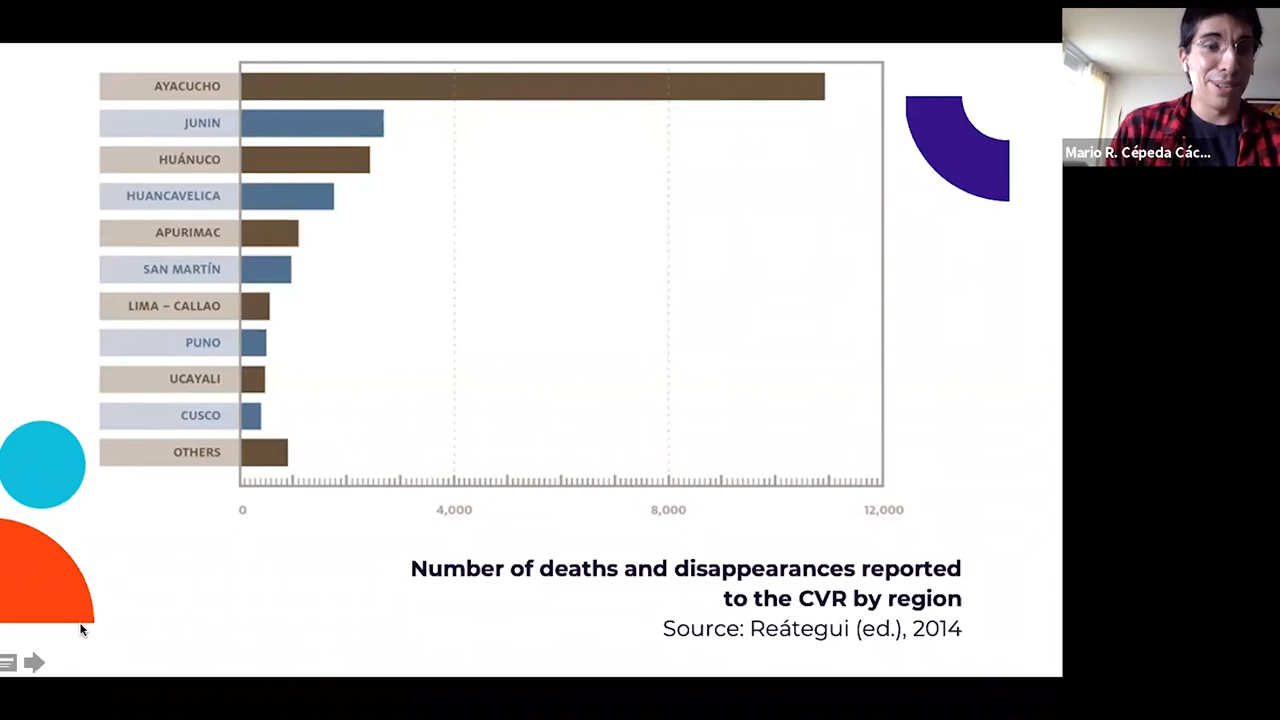 AYACUCHO
JUNIN
HUÁNUCO
HUANCAVELICA
APURIMAC
SAN MARTÍN
LIMA – CALLAO
PUNO
UCAYALI
CUSCO
OTHERS
0 4,000 8,000 12,000
Number of deaths and disappearances reported
to the CVR by region
Source: Reátegui (ed.), 2014
Mario R. Cépeda Các...